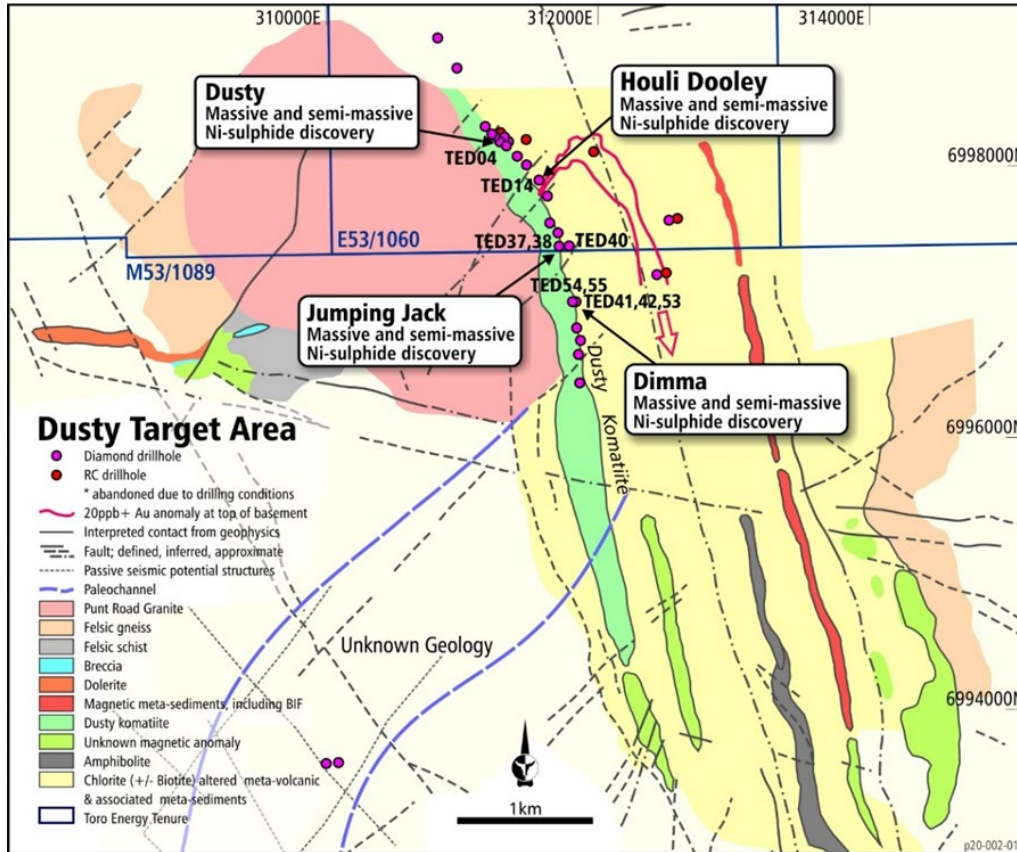 310000E
312000E
314000E
Dusty
Massive and semi-massive
Ni-sulphide discovery
Houli Dooley
Massive and semi-massive
Ni-sulphide discovery
TED04
6998000N
TED14
E53/1060
TED37,38
TED40
M53/1089
TED54,55
Jumping Jack
Massive and semi-massive
Ni-sulphide discovery
TED41,42,53
Dusty Komatiite
Dimma
Massive and semi-massive
Ni-sulphide discovery
6996000N
Dusty Target Area
Diamond drillhole
RC drillhole
* abandoned due to drilling conditions
20ppb+ Au anomaly at top of basement
Interpreted contact from geophysics
Fault; defined, inferred, approximate
Passive seismic potential structures
Paleochannel
Punt Road Granite
Felsic gneiss
Felsic schist
Breccia
Dolerite
Magnetic meta-sediments, including BIF
Dusty komatiite
Unknown magnetic anomaly
Amphibolite
Chlorite (+/- Biotite) altered meta-volcanic
& associated meta-sediments
Toro Energy Tenure
Unknown Geology
6994000N
1km
p20-002-01